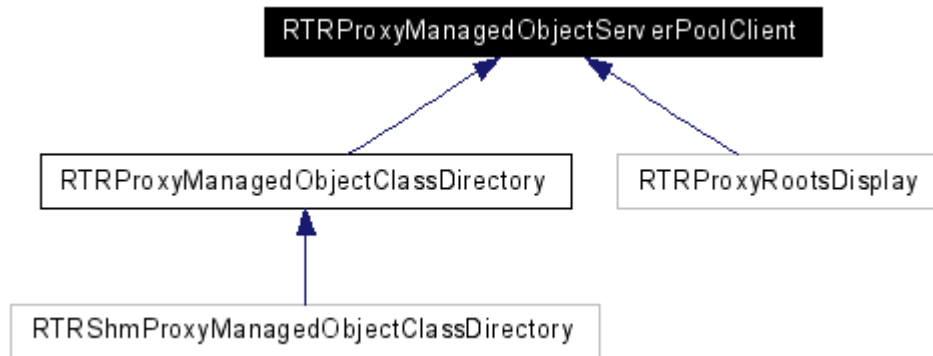 RTRProxyManagedObjectServerPoolClient
RTRProxyManagedObjectClassDirectory
RTRProxyRootsDisplay
RTRShmProxyManagedObjectClassDirectory